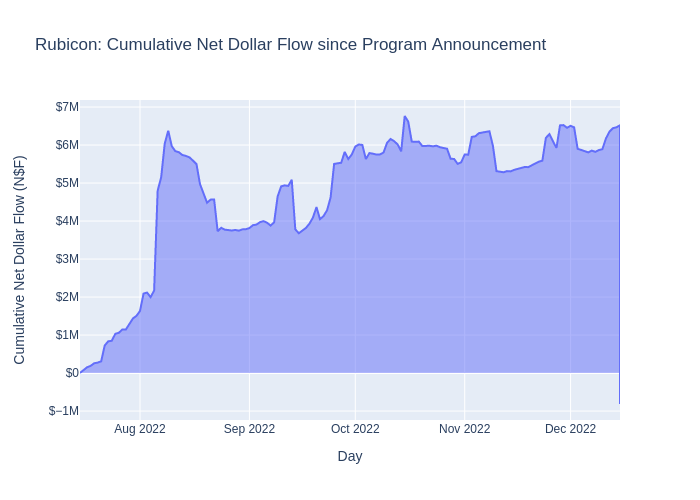 Rubicon: Cumulative Net Dollar Flow since Program Announcement
Cumulative Net Dollar Flow (N$F)
$7M
$6M
$5M
$4M
$3M
$2M
$1M
$0
$−1M
Aug 2022
Sep 2022
Oct 2022
Nov 2022
Dec 2022
Day